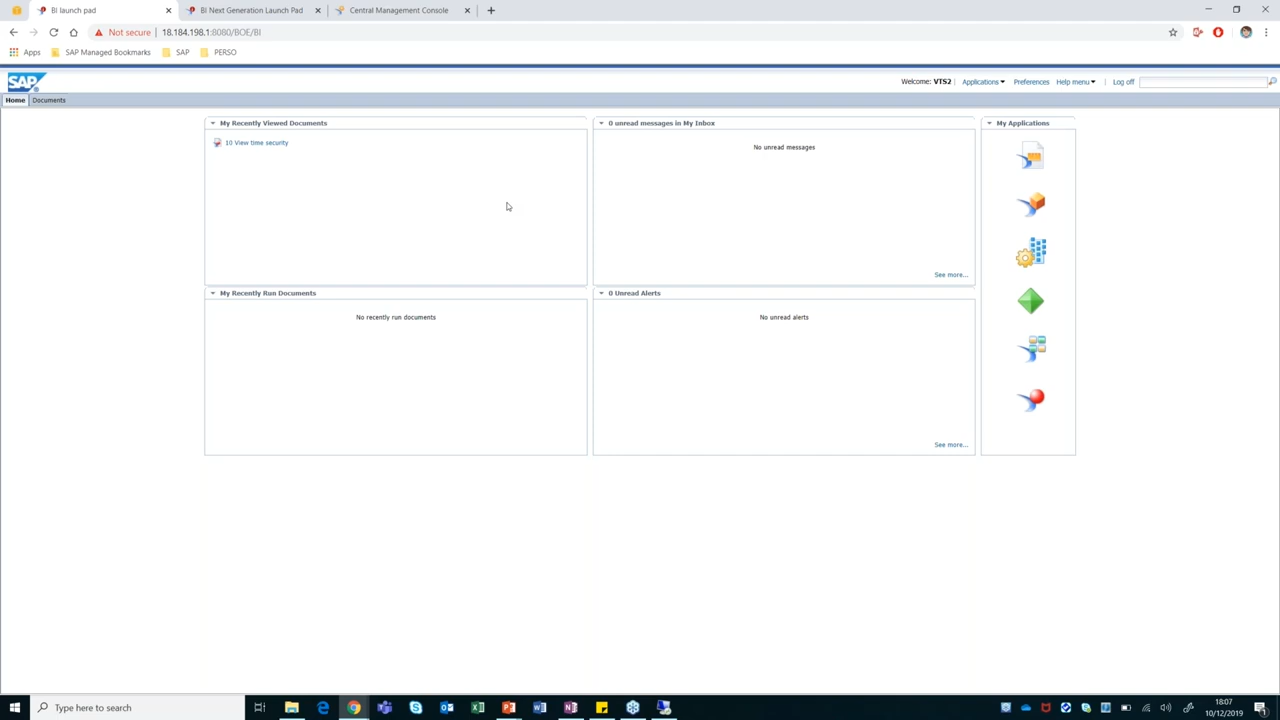 BI launch pad
BI Next Generation Launch Pad
Central Management Console
Not secure
18.184.198.1:8080/BOE/BI
Apps
SAP Managed Bookmarks
SAP
PERSO
SAP
Welcome: VTS2
Applications
Preferences
Help menu
Log off
Home
Documents
My Recently Viewed Documents
0 unread messages in My Inbox
My Applications
10 View time security
No unread messages
See more...
My Recently Run Documents
0 Unread Alerts
No recently run documents
No unread alerts
See more...
Type here to search
18:07
10/12/2019